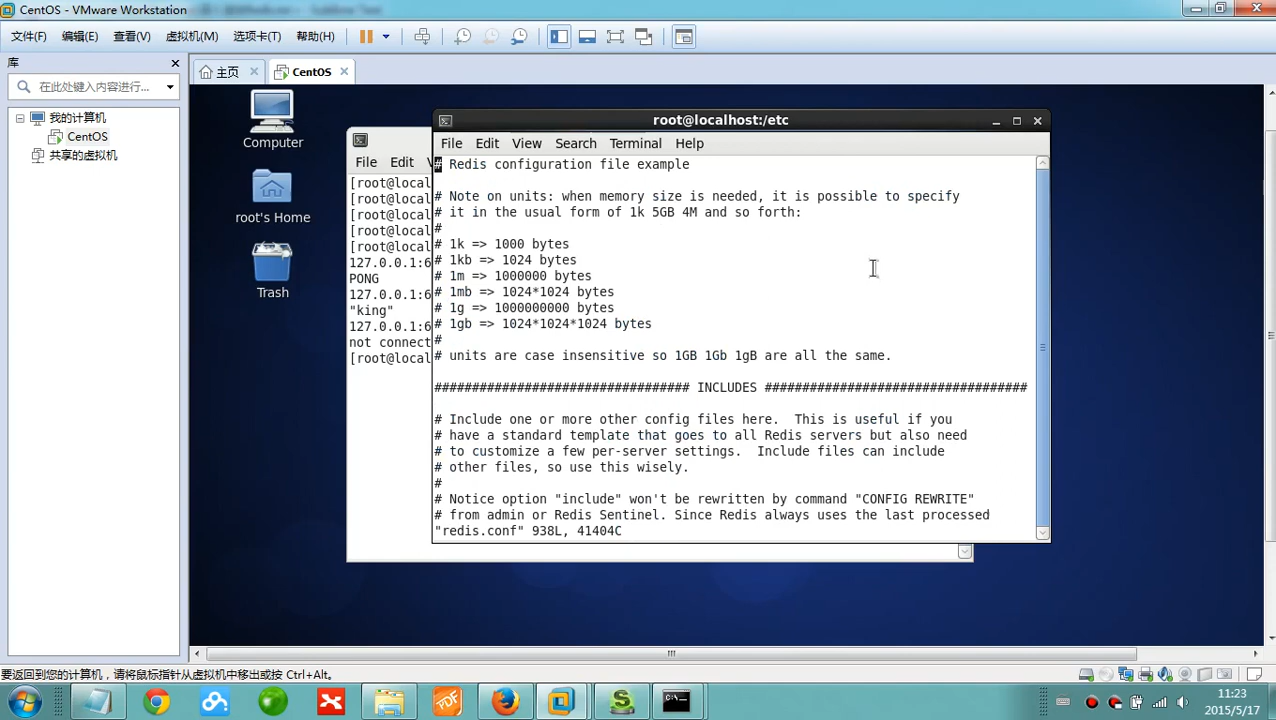 CentOS - VMware Workstation
文件(F) 编辑(E) 查看(V) 虚拟机(M) 选项卡(T) 帮助(H)
库
在此处键入内容进行...
我的计算机
CentOS
共享的虚拟机
主页
CentOS
Computer
root's Home
Trash
File Edit V
[root@local
[root@local
[root@local
[root@local
[root@local
127.0.0.1:6
PONG
127.0.0.1:6
"king"
127.0.0.1:6
not connect
[root@local
root@localhost:/etc
File Edit View Search Terminal Help
# Redis configuration file example
# Note on units: when memory size is needed, it is possible to specify
# it in the usual form of 1k 5GB 4M and so forth:
#
# 1k => 1000 bytes
# 1kb => 1024 bytes
# 1m => 1000000 bytes
# 1mb => 1024*1024 bytes
# 1g => 1000000000 bytes
# 1gb => 1024*1024*1024 bytes
#
# units are case insensitive so 1GB 1Gb 1gB are all the same.
################################## INCLUDES ###################################
# Include one or more other config files here.  This is useful if you
# have a standard template that goes to all Redis servers but also need
# to customize a few per-server settings.  Include files can include
# other files, so use this wisely.
#
# Notice option "include" won't be rewritten by command "CONFIG REWRITE"
# from admin or Redis Sentinel. Since Redis always uses the last processed
"redis.conf" 938L, 41404C
要返回到您的计算机，请将鼠标指针从虚拟机中移出或按 Ctrl+Alt。
PDF
C:\.
11:23
2015/5/17